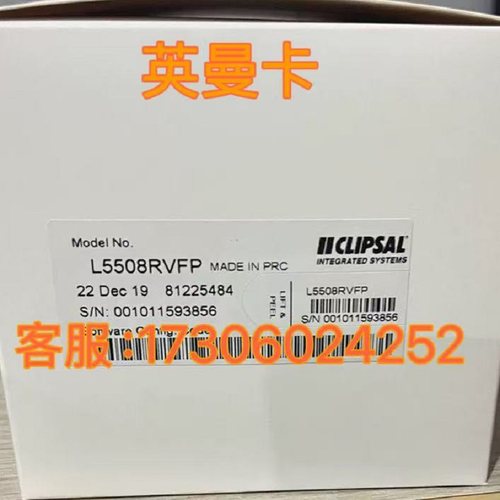 英曼卡
Model No.
L5508RVFP MADE IN PRC
CLIPSAL
INTEGRATED SYSTEMS
22 Dec 19 81225484
S/N: 001011593856
LIFT &
PEEL
L5508RVFP
S/N 001011593856
客服:17306024252